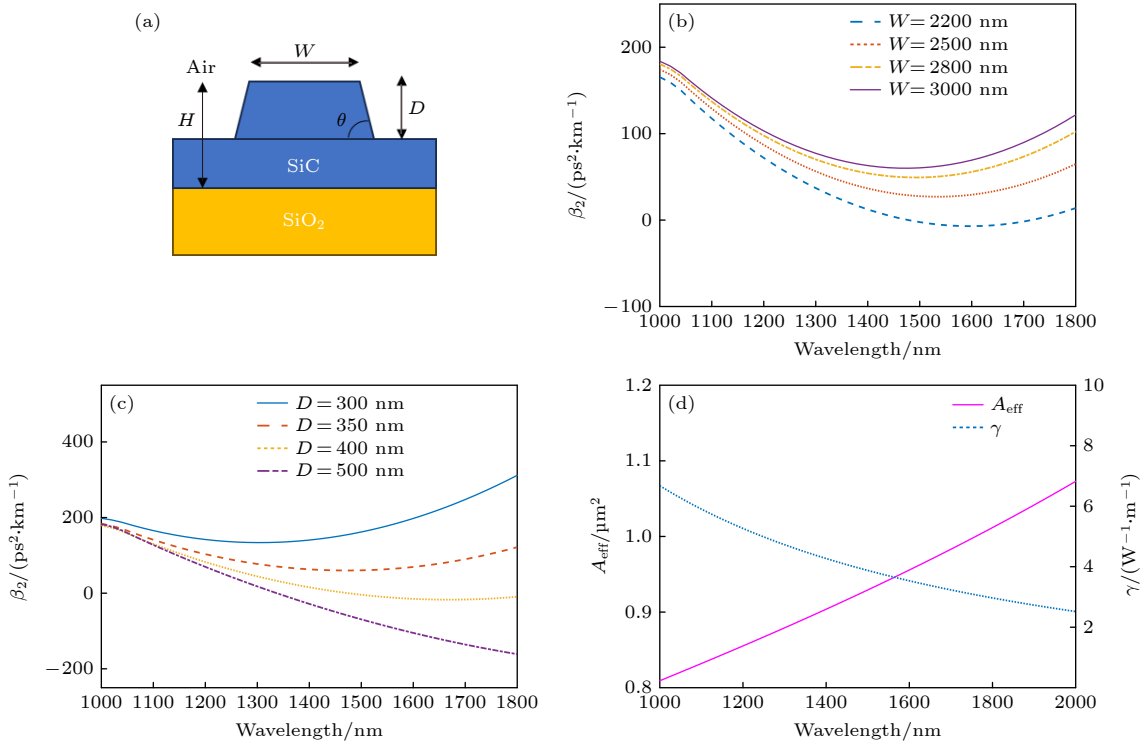 (a)
W
Air
H
D
θ
SiC
SiO₂
(b)
W = 2200 nm
W = 2500 nm
W = 2800 nm
W = 3000 nm
200
100
0
−100
β₂/(ps²·km⁻¹)
1000 1100 1200 1300 1400 1500 1600 1700 1800
Wavelength/nm
(c)
D = 300 nm
D = 350 nm
D = 400 nm
D = 500 nm
400
200
0
−200
β₂/(ps²·km⁻¹)
1000 1100 1200 1300 1400 1500 1600 1700 1800
Wavelength/nm
(d)
A_eff
γ
1.2
1.1
1.0
0.9
0.8
A_eff/μm²
10
8
6
4
2
γ/(W⁻¹·m⁻¹)
1000 1200 1400 1600 1800 2000
Wavelength/nm